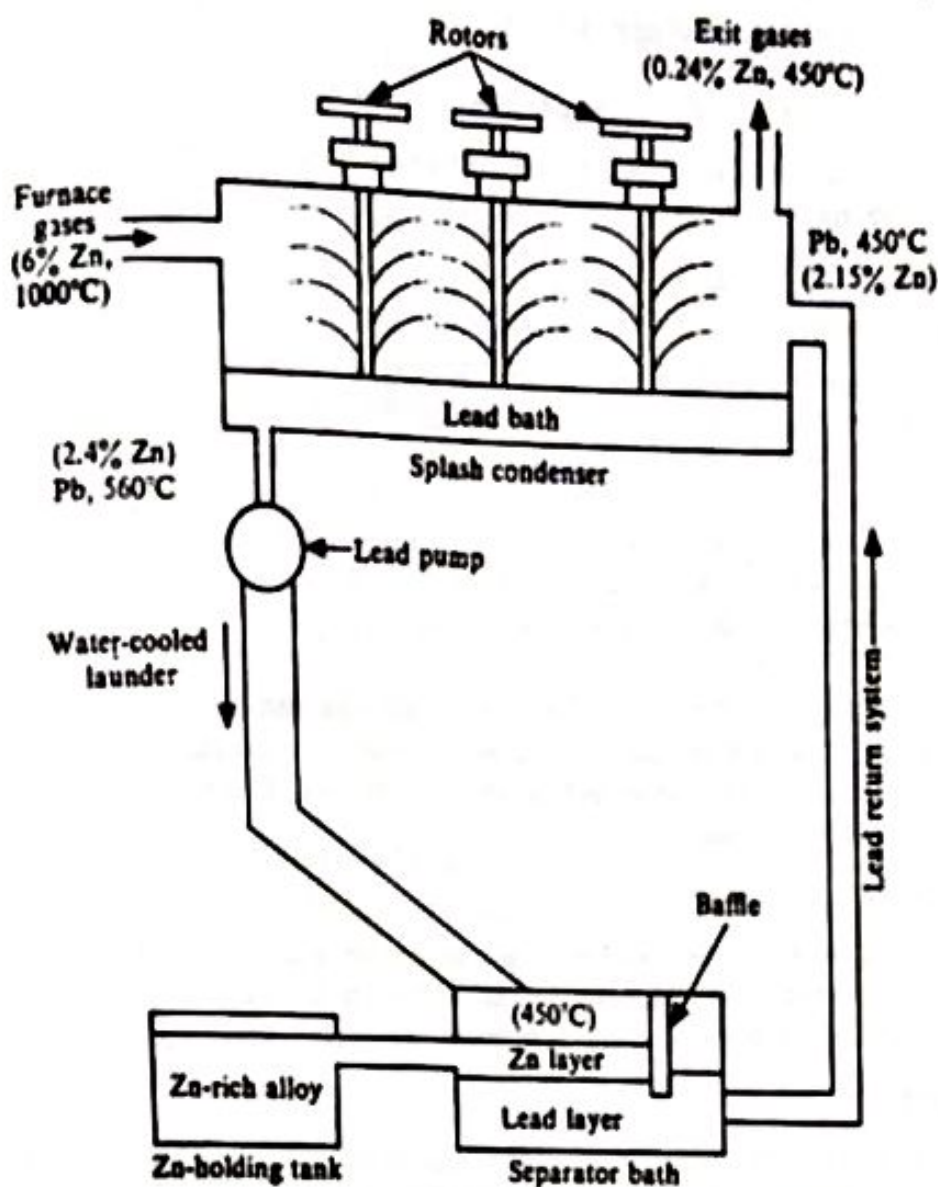 Rotors
Exit gases
(0.24% Zn, 450°C)
Furnace
gases
(6% Zn,
1000°C)
Pb, 450°C
(2.15% Zn)
Lead bath
Splash condenser
(2.4% Zn)
Pb, 560°C
Lead pump
Water-cooled
launder
Lead return system
Baffle
(450°C)
Zn layer
Zn-rich alloy
Lead layer
Zn-holding tank
Separator bath